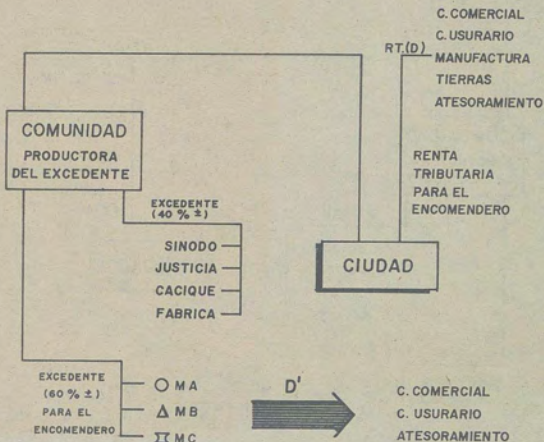 C. COMERCIAL
C. USURARIO
RT.(D) MANUFACTURA
TIERRAS
ATESORAMIENTO
COMUNIDAD
PRODUCTORA
DEL EXCEDENTE
RENTA
TRIBUTARIA
PARA EL
ENCOMENDERO
EXCEDENTE
(40 % ±)
SINODO
JUSTICIA
CACIQUE
FABRICA
CIUDAD
EXCEDENTE
(60 % ±)
PARA EL
ENCOMENDERO
MA
MB
MC
D'
C. COMERCIAL
C. USURARIO
ATESORAMIENTO